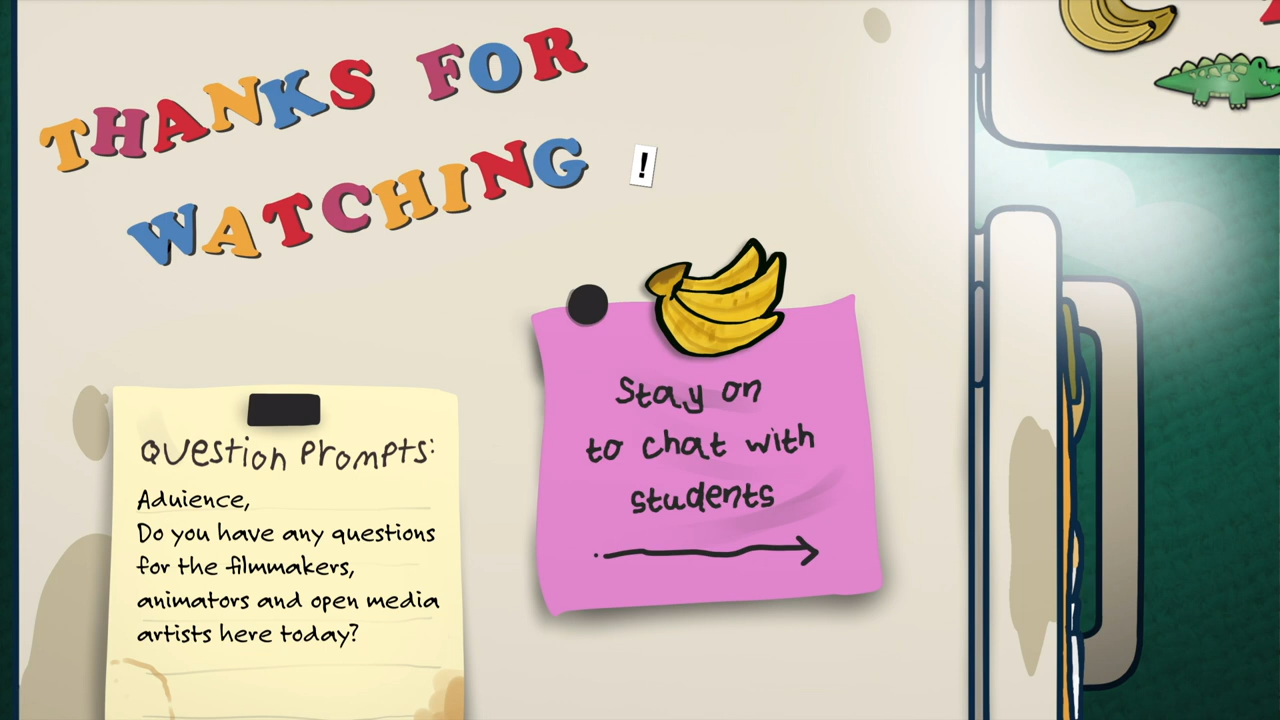 THANKS FOR
WATCHING !
Stay on
to chat with
students
QUestion Prompts:
Aduience,
Do you have any questions
for the filmmakers,
animators and open media
artists here today?